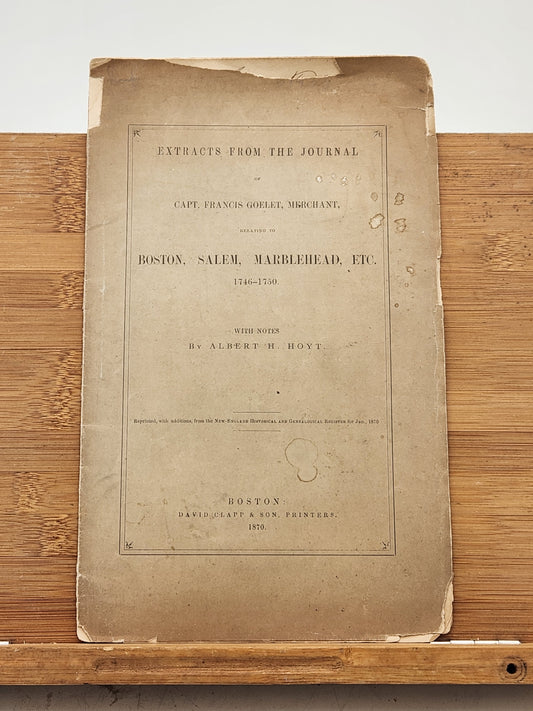 EXTRACTS FROM THE JOURNAL
OF
CAPT. FRANCIS GOELET, MERCHANT,
RELATING TO
BOSTON, SALEM, MARBLEHEAD, ETC.
1746–1750.
WITH NOTES
BY ALBERT H. HOYT.
Reprinted, with additions, from the NEW-ENGLAND HISTORICAL AND GENEALOGICAL REGISTER for Jan., 1870
BOSTON:
DAVID CLAPP & SON, PRINTERS.
1870.